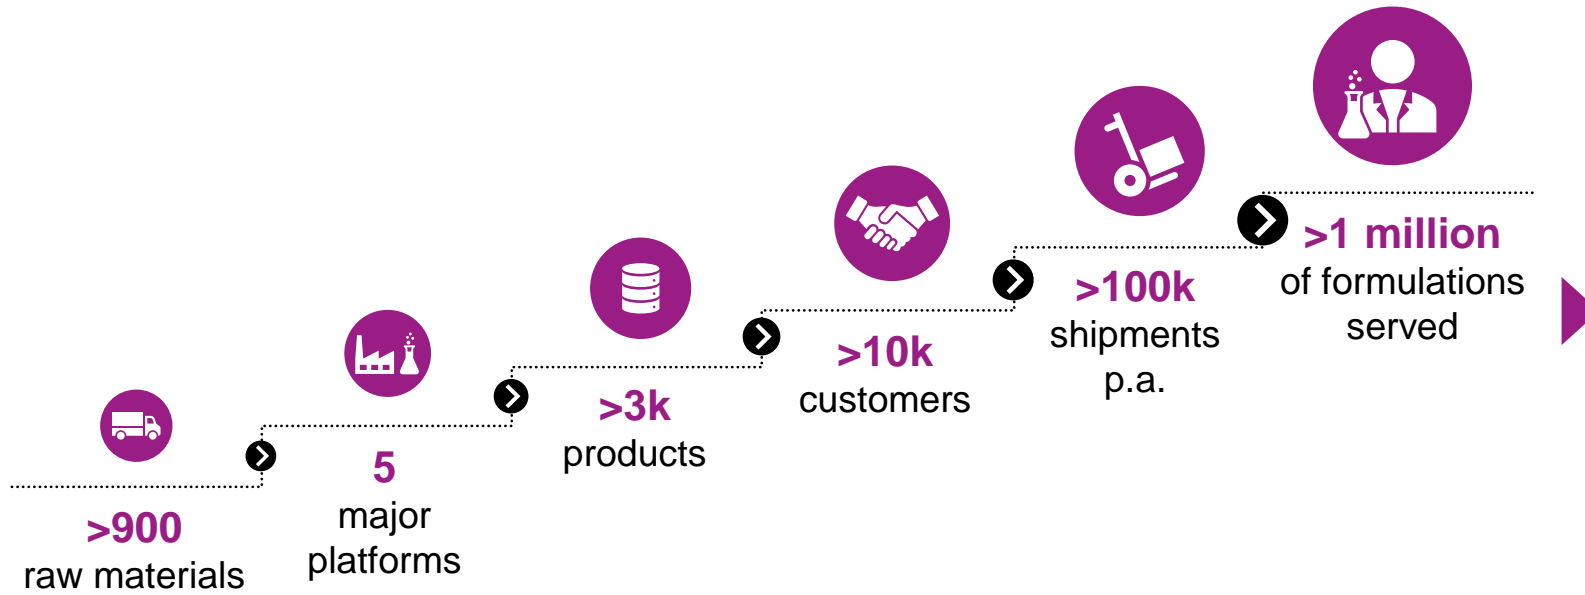 >900
raw materials
5
major
platforms
>3k
products
>10k
customers
>100k
shipments
p.a.
>1 million
of formulations
served